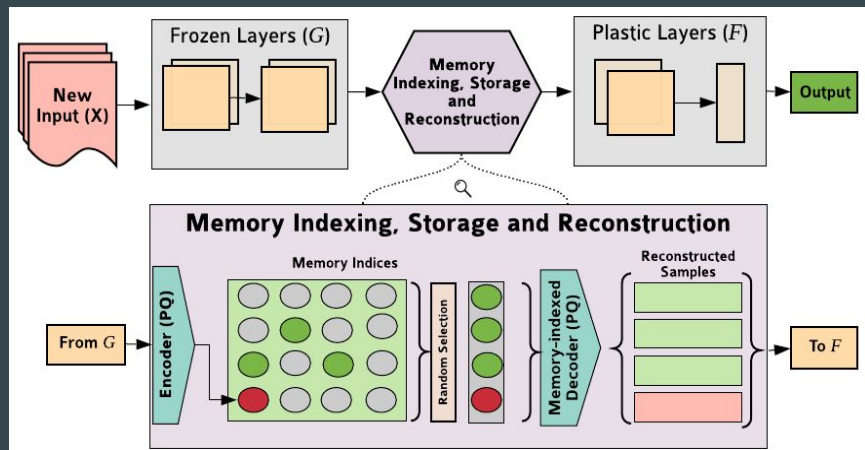 Frozen Layers (G)
Plastic Layers (F)
New
Input (X)
Memory
Indexing, Storage
and
Reconstruction
Output
Memory Indexing, Storage and Reconstruction
From G
Encoder (PQ)
Memory Indices
Random Selection
Memory-indexed
Decoder (PQ)
Reconstructed
Samples
To F